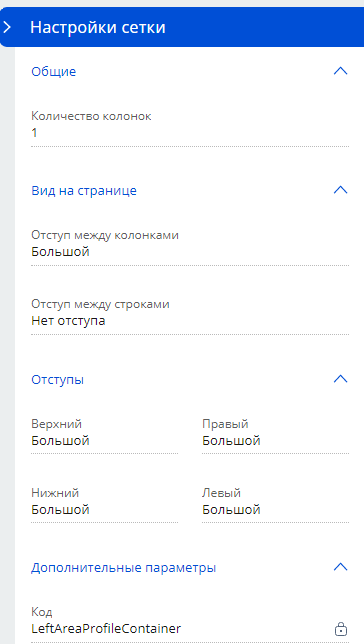 Настройки сетки
Общие
Количество колонок
1
Вид на странице
Отступ между колонками
Большой
Отступ между строками
Нет отступа
Отступы
Верхний Правый
Большой Большой
Нижний Левый
Большой Большой
Дополнительные параметры
Код
LeftAreaProfileContainer